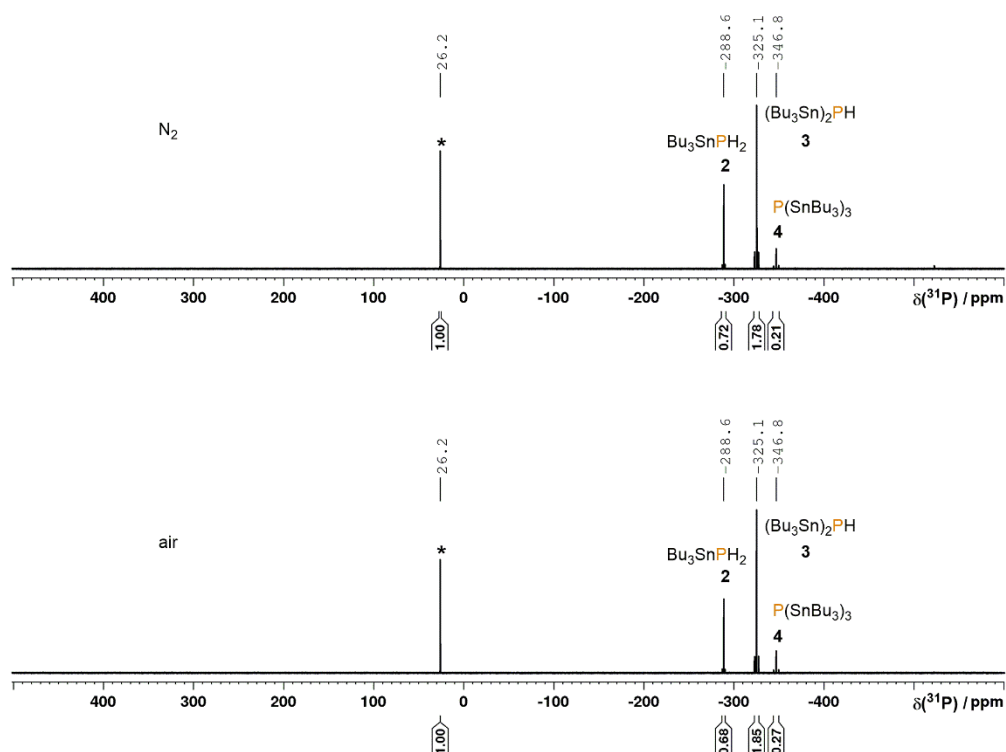 26.2
-288.6
-325.1
-346.8
N2
*
(Bu3Sn)2PH
3
Bu3SnPH2
2
P(SnBu3)3
4
400 300 200 100 0 -100 -200 -300 -400 δ(31P) / ppm
1.00 0.72 1.78 0.21
26.2
-288.6
-325.1
-346.8
air
*
(Bu3Sn)2PH
3
Bu3SnPH2
2
P(SnBu3)3
4
400 300 200 100 0 -100 -200 -300 -400 δ(31P) / ppm
1.00 0.68 1.85 0.27